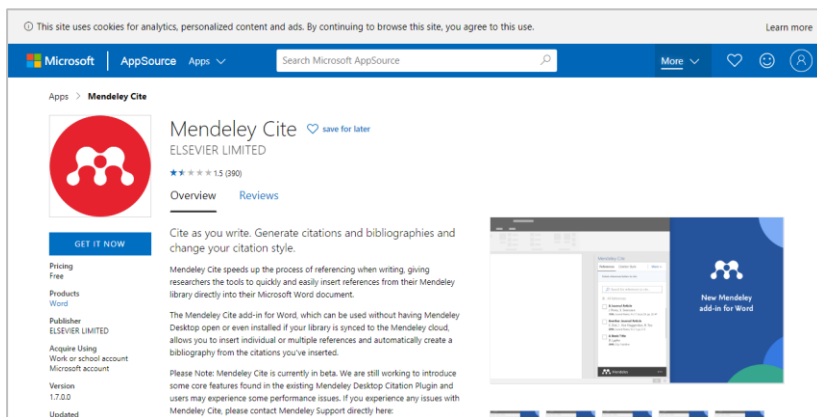 This site uses cookies for analytics, personalized content and ads. By continuing to browse this site, you agree to this use.
Learn more
Microsoft
AppSource
Apps
Search Microsoft AppSource
More
Apps > Mendeley Cite
Mendeley Cite
save for later
ELSEVIER LIMITED
1.5 (390)
Overview
Reviews
GET IT NOW
Pricing
Free
Products
Word
Publisher
ELSEVIER LIMITED
Acquire Using
Work or school account
Microsoft account
Version
1.7.0.0
Updated
Cite as you write. Generate citations and bibliographies and
change your citation style.
Mendeley Cite speeds up the process of referencing when writing, giving
researchers the tools to quickly and easily insert references from their Mendeley
library directly into their Microsoft Word document.
The Mendeley Cite add-in for Word, which can be used without having Mendeley
Desktop open or even installed if your library is synced to the Mendeley cloud,
allows you to insert individual or multiple references and automatically create a
bibliography from the citations you've inserted.
Please Note: Mendeley Cite is currently in beta. We are still working to introduce
some core features found in the existing Mendeley Desktop Citation Plugin and
users may experience some performance issues. If you experience any issues with
Mendeley Cite, please contact Mendeley Support directly here:
Mendeley Cite
New Mendeley
add-in for Word